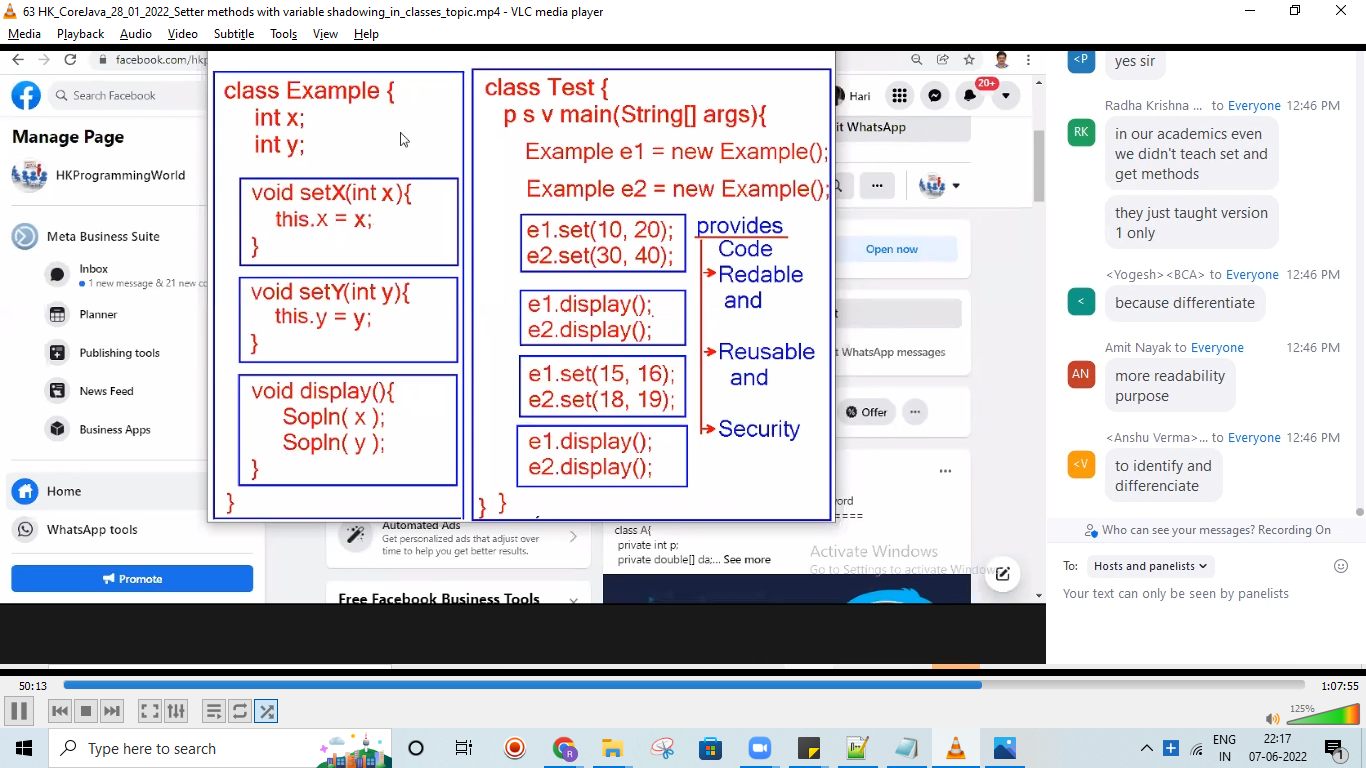 63 HK_CoreJava_28_01_2022_Setter methods with variable shadowing_in_classes_topic.mp4 - VLC media player
Media Playback Audio Video Subtitle Tools View Help
facebook.com/hkp
Search Facebook
Hari
20+
Manage Page
HKProgrammingWorld
Meta Business Suite
Inbox
1 new message & 21 new co
Planner
Publishing tools
News Feed
Business Apps
Home
WhatsApp tools
Promote
class Example {
int x;
int y;
void setX(int x){
this.x = x;
}
void setY(int y){
this.y = y;
}
void display(){
Sopln( x );
Sopln( y );
}
}
class Test {
p s v main(String[] args){
Example e1 = new Example();
Example e2 = new Example();
e1.set(10, 20);
e2.set(30, 40);
e1.display();
e2.display();
e1.set(15, 16);
e2.set(18, 19);
e1.display();
e2.display();
} }
provides
Code
Redable
and
Reusable
and
Security
it WhatsApp
Open now
t WhatsApp messages
Offer
Automated Ads
Get personalized ads that adjust over
time to help you get better results.
Free Facebook Business Tools
ord
====
class A{
private int p;
private double[] da;... See more
Activate Windows
Go to Settings to activate Windows
<P
yes sir
Radha Krishna ... to Everyone 12:46 PM
RK
in our academics even
we didn't teach set and
get methods
they just taught version
1 only
<Yogesh> <BCA> to Everyone 12:46 PM
<
because differentiate
Amit Nayak to Everyone 12:46 PM
AN
more readability
purpose
<Anshu Verma>... to Everyone 12:46 PM
<V
to identify and
differenciate
Who can see your messages? Recording On
To: Hosts and panelists
Your text can only be seen by panelists
50:13
1:07:55
125%
Type here to search
R
ENG
IN
22:17
07-06-2022
1